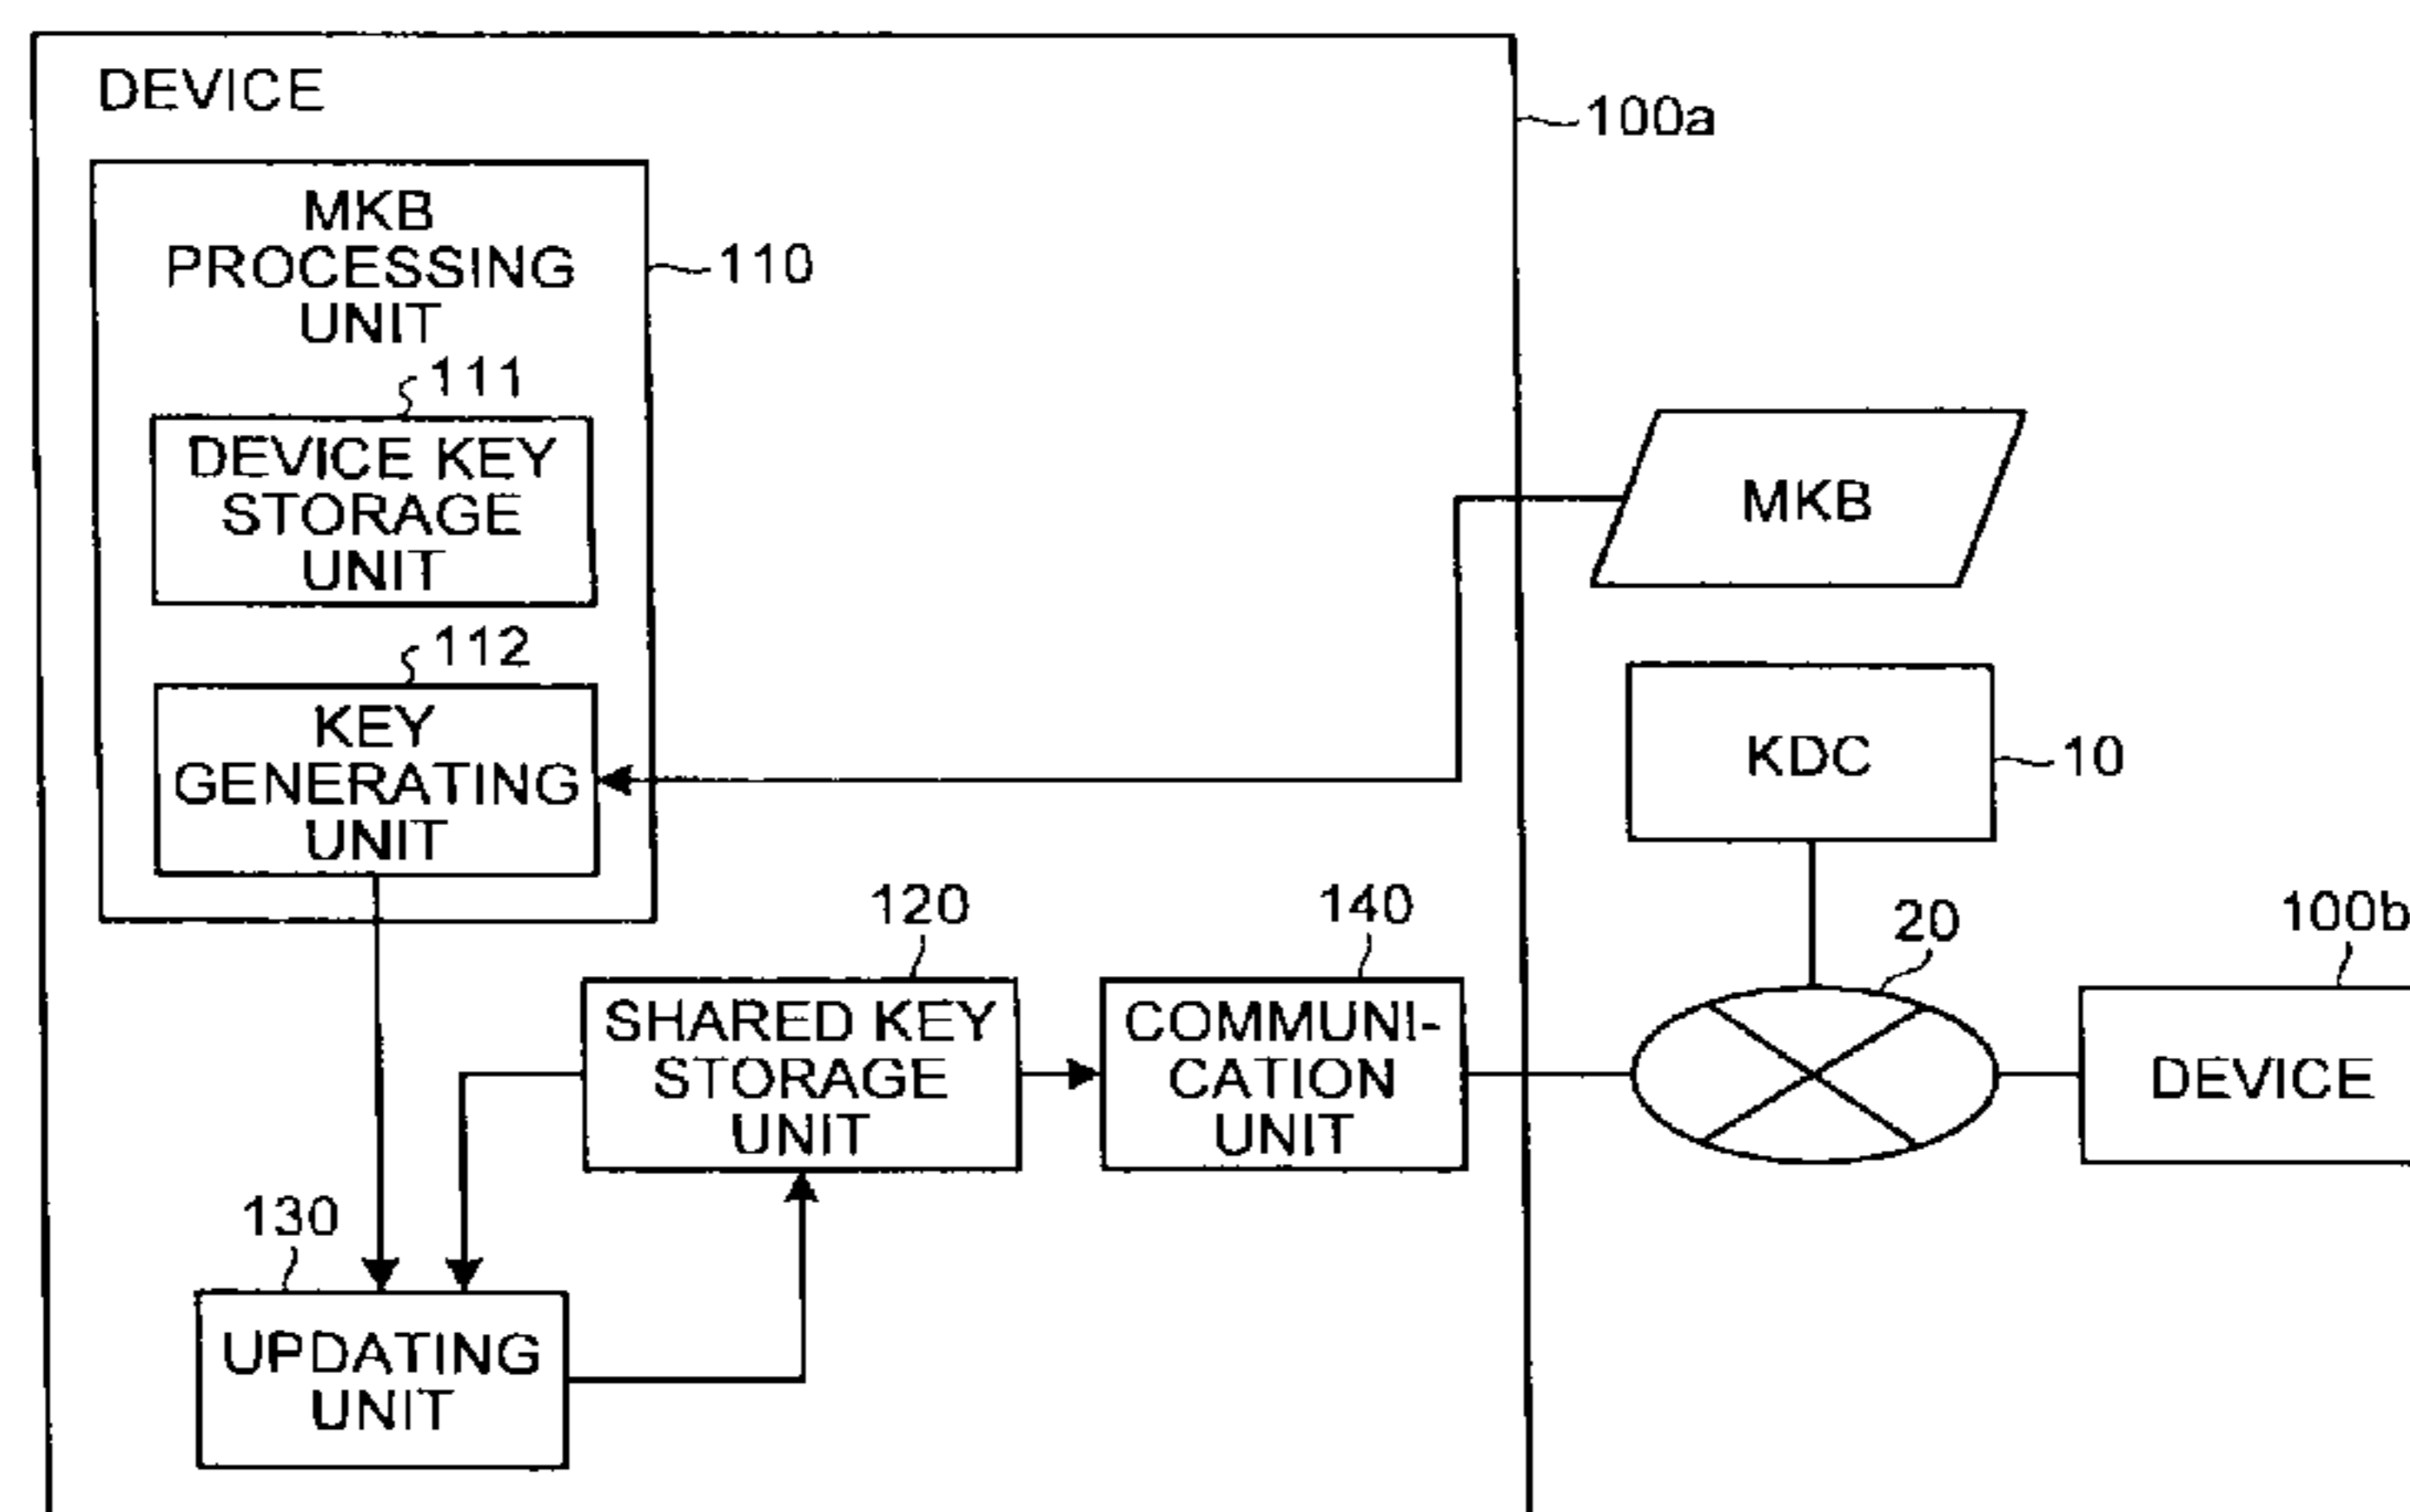 DEVICE
100a
MKB
PROCESSING
UNIT
110
111
DEVICE KEY
STORAGE
UNIT
MKB
112
KEY
GENERATING
UNIT
KDC
10
120
140
20
100b
SHARED KEY
STORAGE
UNIT
COMMUNI-
CATION
UNIT
DEVICE
130
UPDATING
UNIT